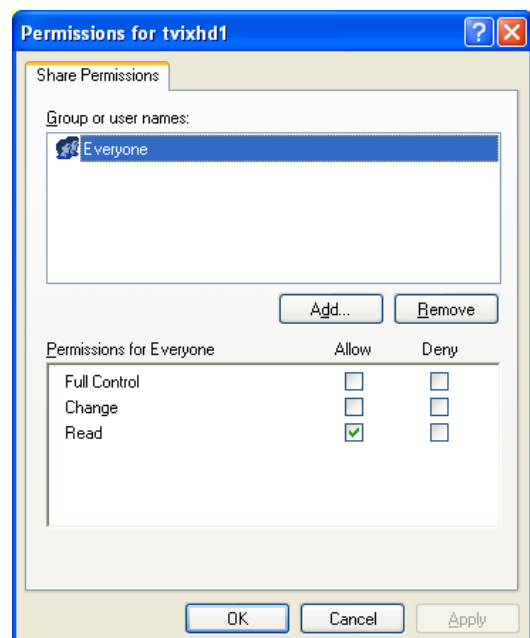 Permissions for tvixhd1
Share Permissions
Group or user names:
Everyone
Add... Remove
Permissions for Everyone Allow Deny
Full Control
Change
Read
OK Cancel Apply